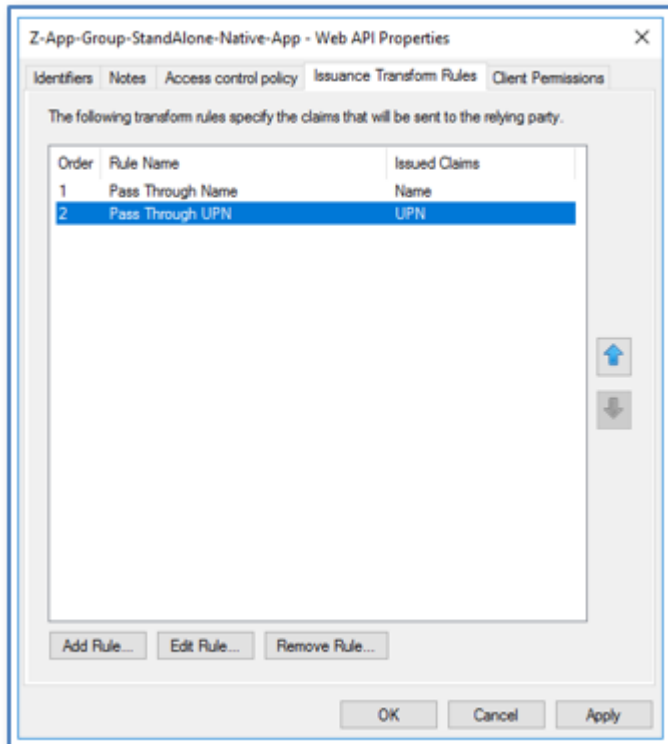 Z-App-Group-StandAlone-Native-App - Web API Properties
Identifiers Notes Access control policy Issuance Transform Rules Client Permissions
The following transform rules specify the claims that will be sent to the relying party.
Order Rule Name Issued Claims
1 Pass Through Name Name
2 Pass Through UPN UPN
Add Rule... Edit Rule... Remove Rule...
OK Cancel Apply